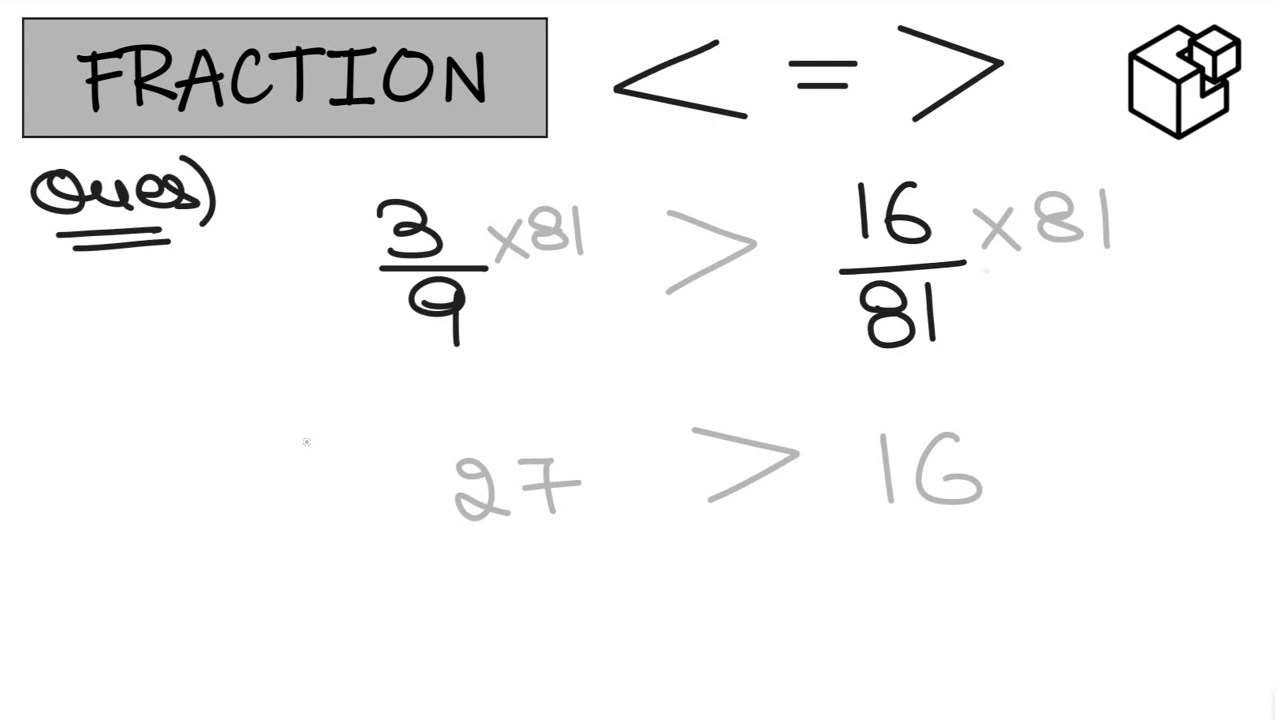 FRACTION < = >
Ques)
3/9 ×81 > 16/81 ×81
27 > 16